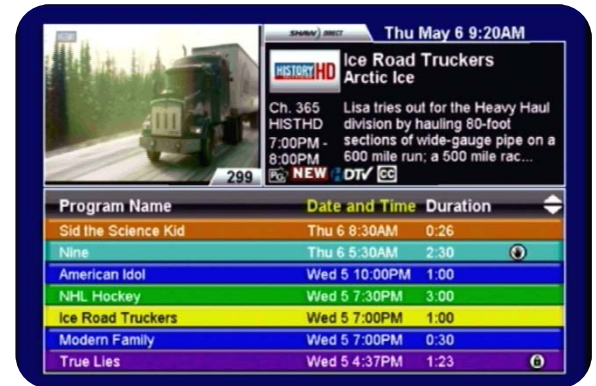 SHAW) DIRECT Thu May 6 9:20AM
HISTORY
HISTORY HD
Ice Road Truckers
Arctic Ice
Ch. 365
HISTHD
7:00PM -
8:00PM
Lisa tries out for the Heavy Haul
division by hauling 80-foot
sections of wide-gauge pipe on a
600 mile run; a 500 mile rac...
299
PG NEW DTV CC
Program Name Date and Time Duration
Sid the Science Kid Thu 6 8:30AM 0:26
Nine Thu 6 5:30AM 2:30
American Idol Wed 5 10:00PM 1:00
NHL Hockey Wed 5 7:30PM 3:00
Ice Road Truckers Wed 5 7:00PM 1:00
Modern Family Wed 5 7:00PM 0:30
True Lies Wed 5 4:37PM 1:23